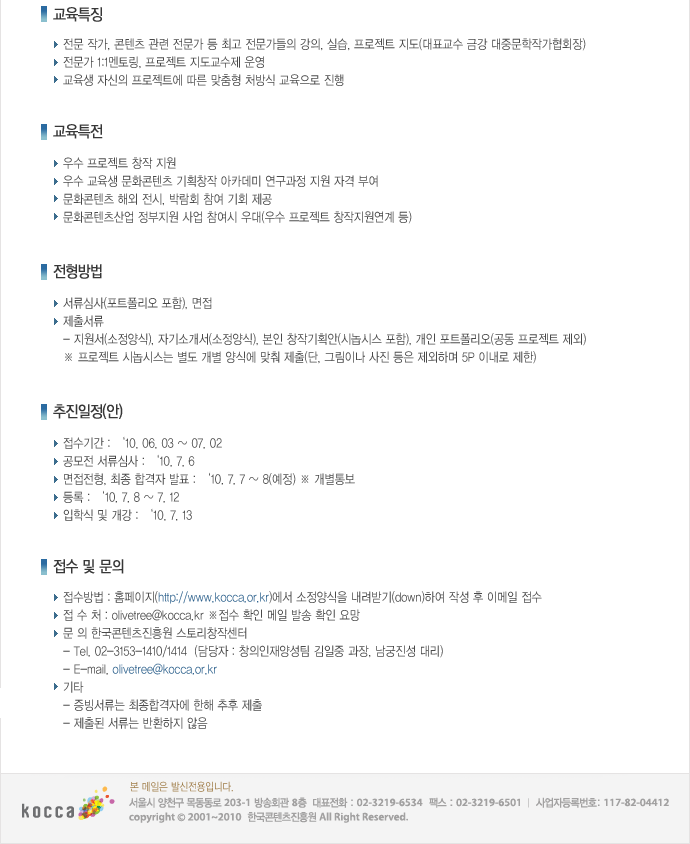 교육특징
전문 작가, 콘텐츠 관련 전문가 등 최고 전문가들의 강의, 실습, 프로젝트 지도(대표교수 금강 대중문학작가협회장)
전문가 1:1멘토링, 프로젝트 지도교수제 운영
교육생 자신의 프로젝트에 따른 맞춤형 처방식 교육으로 진행
교육특전
우수 프로젝트 창작 지원
우수 교육생 문화콘텐츠 기획창작 아카데미 연구과정 지원 자격 부여
문화콘텐츠 해외 전시, 박람회 참여 기회 제공
문화콘텐츠산업 정부지원 사업 참여시 우대(우수 프로젝트 창작지원연계 등)
전형방법
서류심사(포트폴리오 포함), 면접
제출서류
- 지원서(소정양식), 자기소개서(소정양식), 본인 창작기획안(시놉시스 포함), 개인 포트폴리오(공동 프로젝트 제외)
※ 프로젝트 시놉시스는 별도 개별 양식에 맞춰 제출(단, 그림이나 사진 등은 제외하며 5P 이내로 제한)
추진일정(안)
접수기간 : '10. 06. 03 ~ 07. 02
공모전 서류심사 : '10. 7. 6
면접전형, 최종 합격자 발표 : '10. 7. 7 ~ 8(예정) ※ 개별통보
등록 : '10. 7. 8 ~ 7. 12
입학식 및 개강 : '10. 7. 13
접수 및 문의
접수방법 : 홈페이지(http://www.kocca.or.kr)에서 소정양식을 내려받기(down)하여 작성 후 이메일 접수
접 수 처 : olivetree@kocca.kr ※접수 확인 메일 발송 확인 요망
문 의 한국콘텐츠진흥원 스토리창작센터
- Tel. 02-3153-1410/1414 (담당자 : 창의인재양성팀 김일중 과장, 남궁진성 대리)
- E-mail. olivetree@kocca.or.kr
기타
- 증빙서류는 최종합격자에 한해 추후 제출
- 제출된 서류는 반환하지 않음
본 메일은 발신전용입니다.
kocca
서울시 양천구 목동동로 203-1 방송회관 8층 대표전화 : 02-3219-6534 팩스 : 02-3219-6501 | 사업자등록번호: 117-82-04412
copyright © 2001~2010 한국콘텐츠진흥원 All Right Reserved.